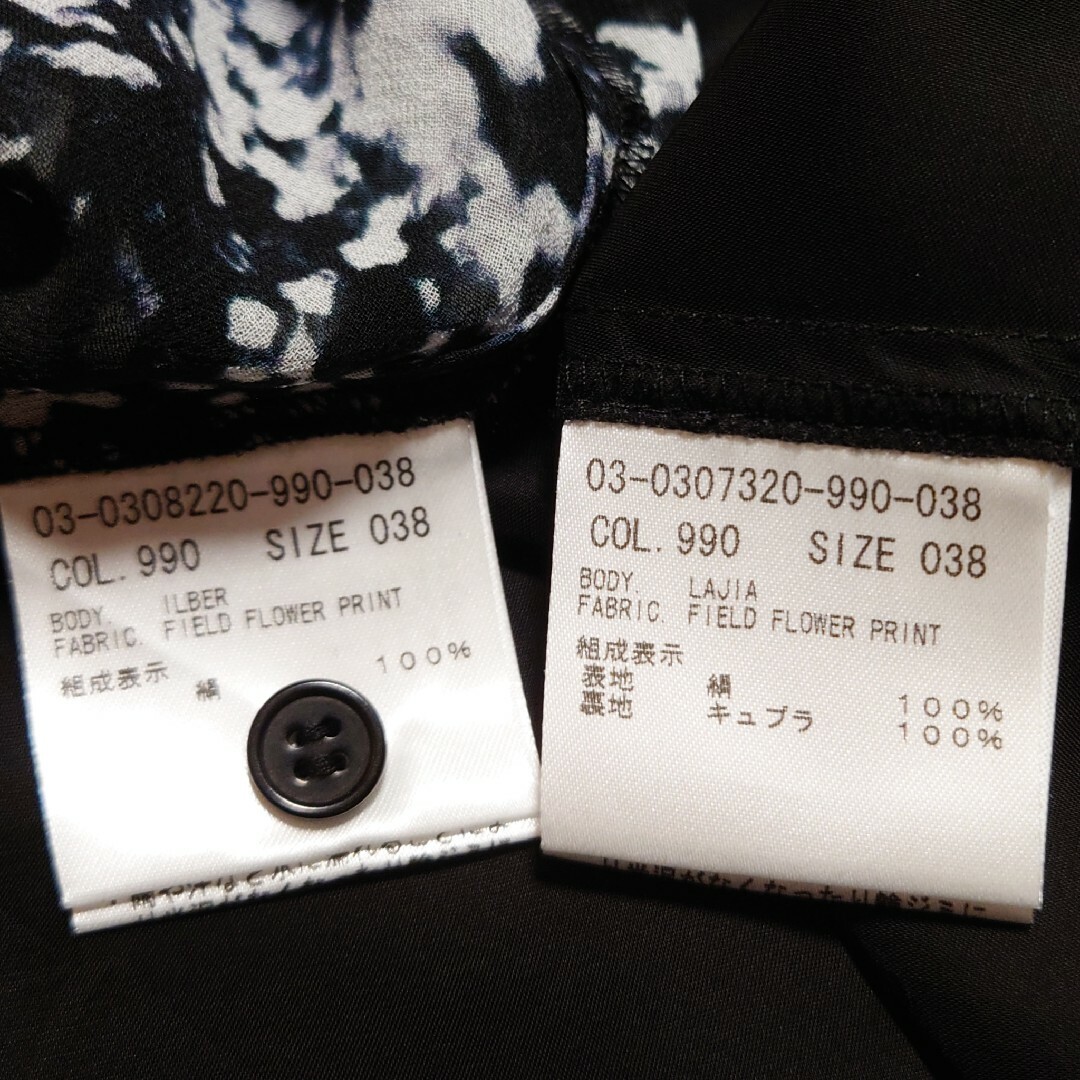 03-0308220-990-038
COL. 990 SIZE 038
BODY. ILBER
FABRIC. FIELD FLOWER PRINT
組成表示
絹 100%
03-0307320-990-038
COL. 990 SIZE 038
BODY. LAJIA
FABRIC. FIELD FLOWER PRINT
組成表示
表地 絹 100%
裏地 キュプラ 100%